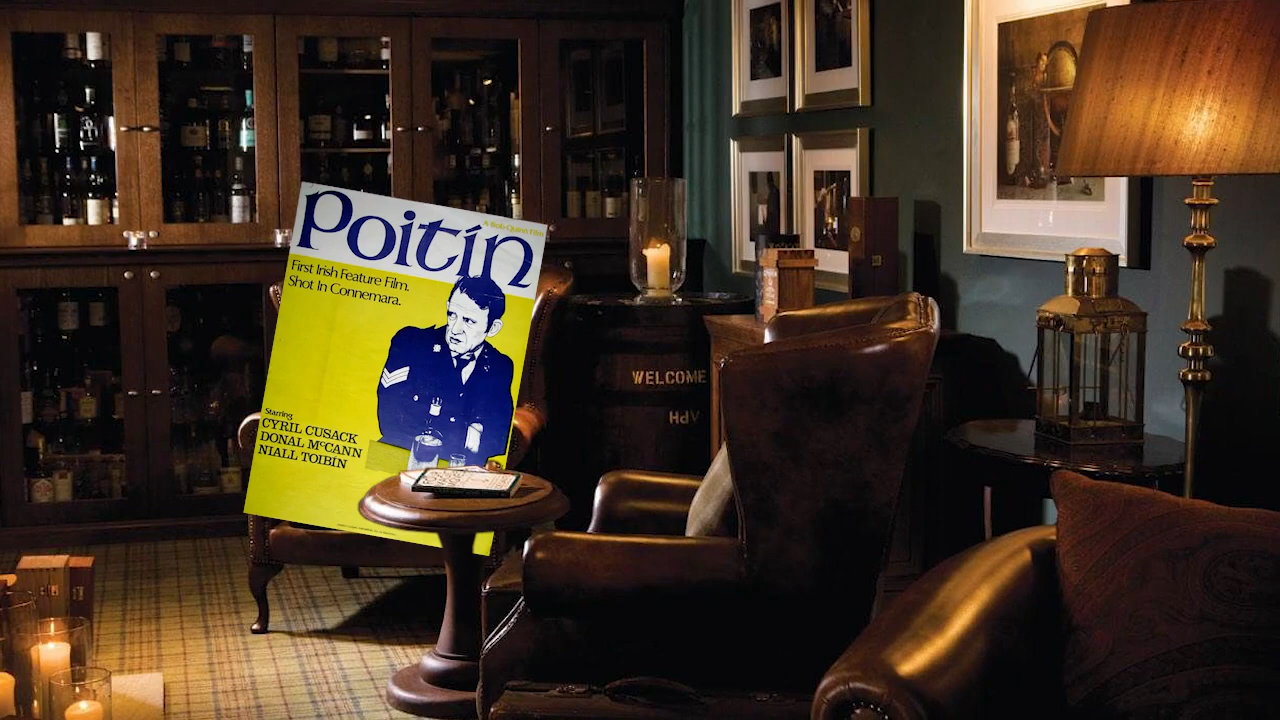 Poitín
A Bob Quinn Film
First Irish Feature Film.
Shot In Connemara.
Starring
CYRIL CUSACK
DONAL McCANN
NIALL TOIBIN
WELCOME
HdV